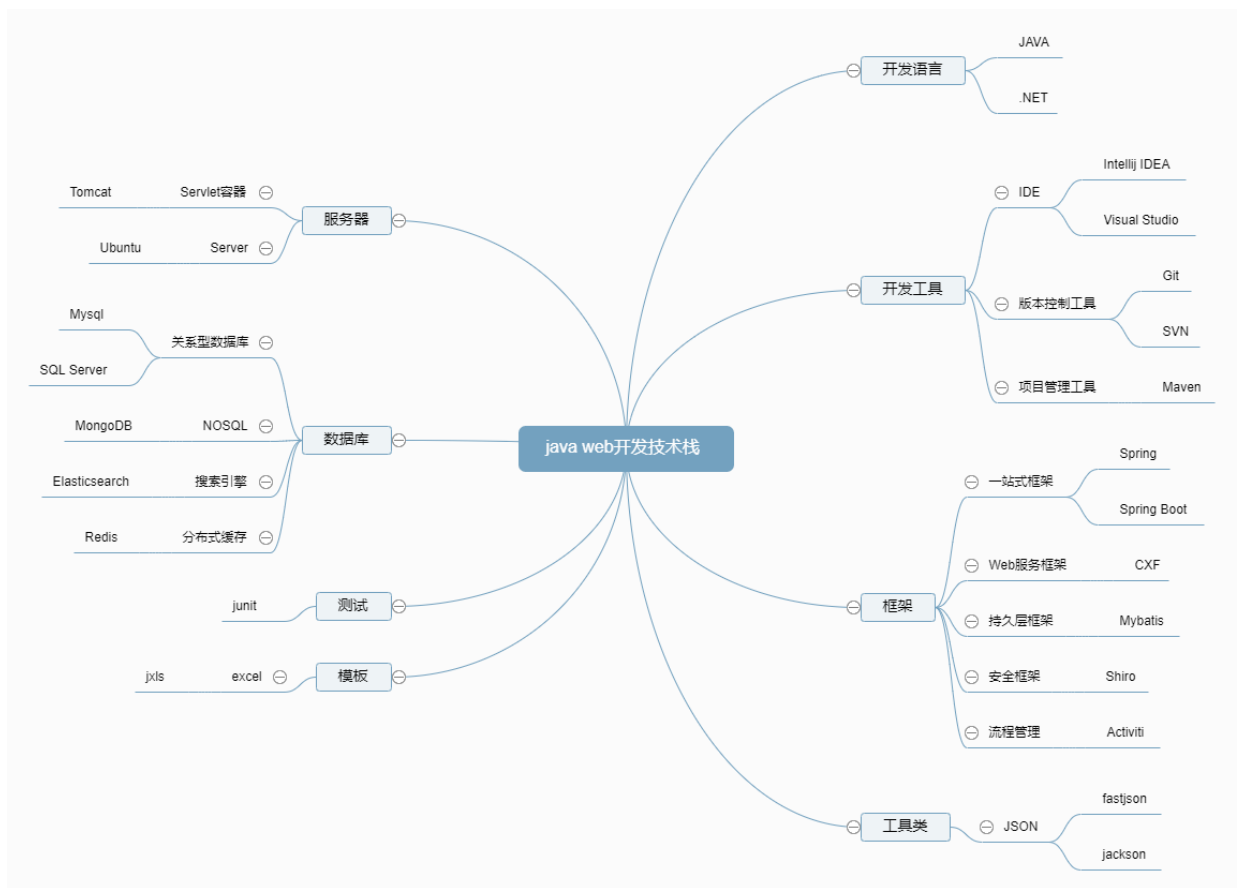 java web开发技术栈
开发语言
JAVA
.NET
开发工具
IDE
Intellij IDEA
Visual Studio
版本控制工具
Git
SVN
项目管理工具
Maven
框架
一站式框架
Spring
Spring Boot
Web服务框架
CXF
持久层框架
Mybatis
安全框架
Shiro
流程管理
Activiti
工具类
JSON
fastjson
jackson
服务器
Servlet容器
Tomcat
Server
Ubuntu
数据库
关系型数据库
Mysql
SQL Server
NOSQL
MongoDB
搜索引擎
Elasticsearch
分布式缓存
Redis
测试
junit
模板
excel
jxls